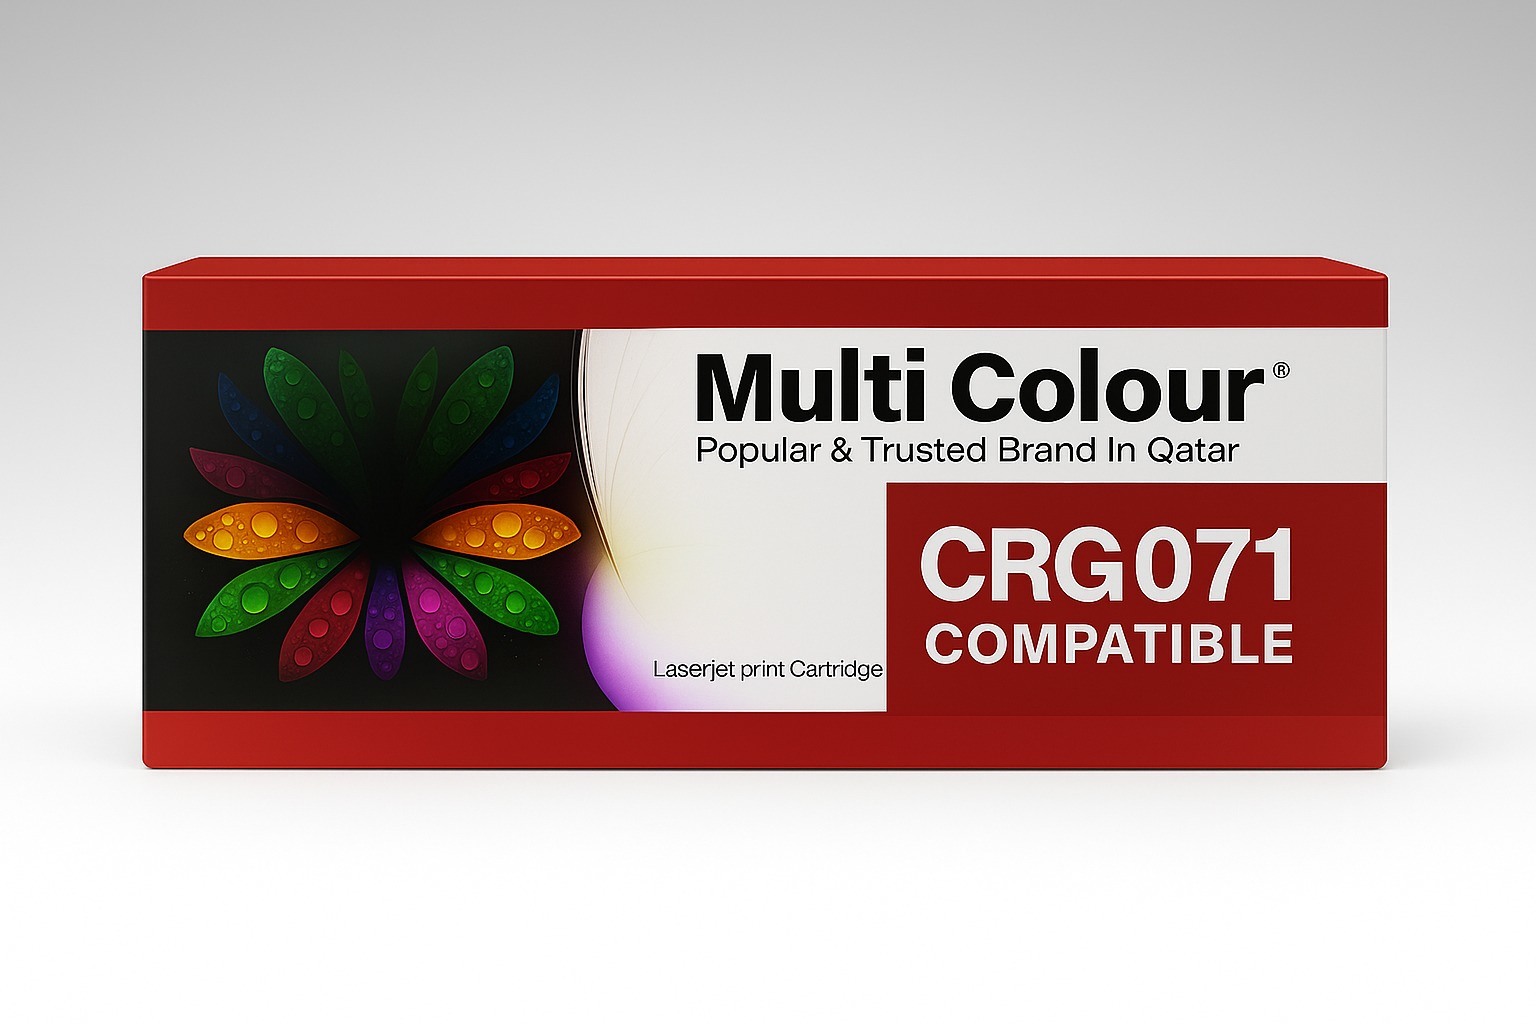 Multi Colour®
Popular & Trusted Brand In Qatar
CRG071
COMPATIBLE
Laserjet print Cartridge